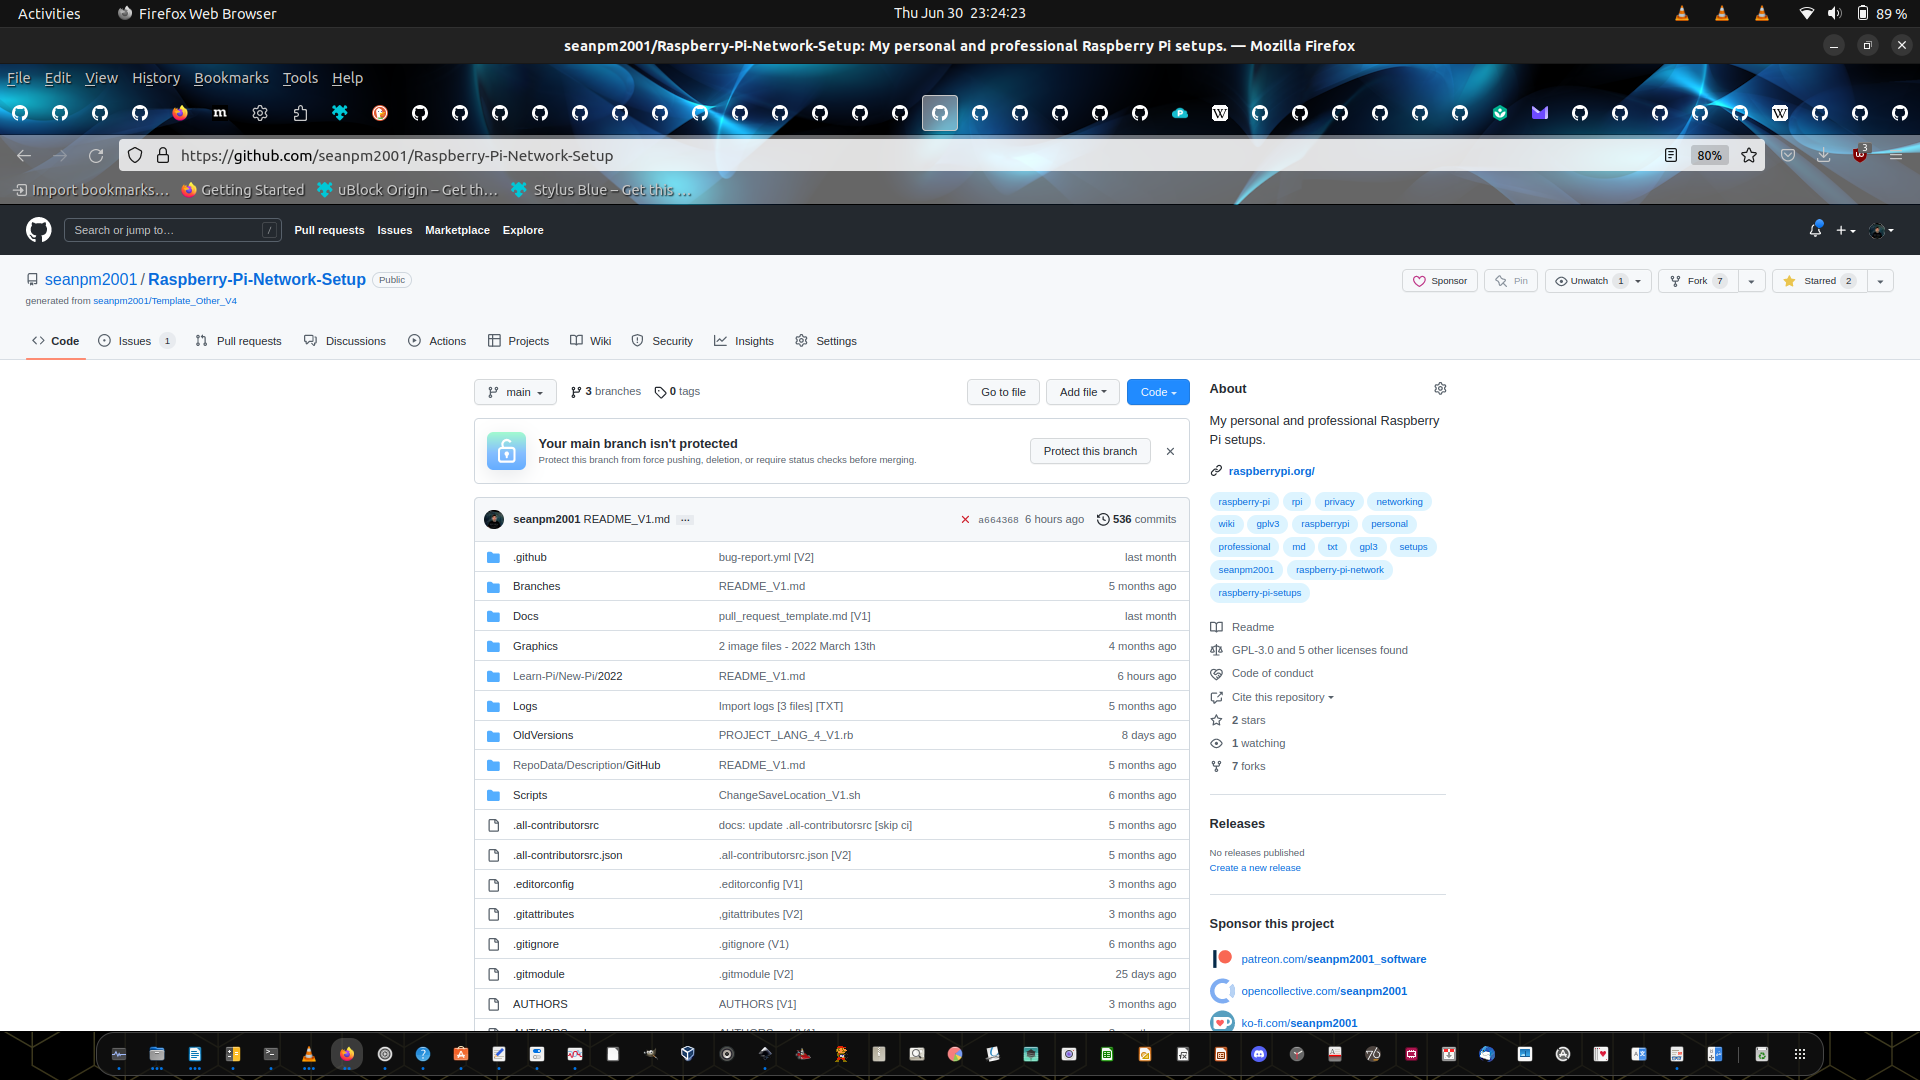 Activities Firefox Web Browser Thu Jun 30 23:24:23 89 %
seanpm2001/Raspberry-Pi-Network-Setup: My personal and professional Raspberry Pi setups. — Mozilla Firefox
File Edit View History Bookmarks Tools Help
https://github.com/seanpm2001/Raspberry-Pi-Network-Setup 80% 3
Import bookmarks… Getting Started uBlock Origin – Get th… Stylus Blue – Get this …
Search or jump to… / Pull requests Issues Marketplace Explore
seanpm2001 / Raspberry-Pi-Network-Setup Public Sponsor Pin Unwatch 1 Fork 7 Starred 2
generated from seanpm2001/Template_Other_V4
Code Issues 1 Pull requests Discussions Actions Projects Wiki Security Insights Settings
main 3 branches 0 tags Go to file Add file Code
Your main branch isn't protected
Protect this branch from force pushing, deletion, or require status checks before merging.
Protect this branch
seanpm2001 README_V1.md ... a664368 6 hours ago 536 commits
.github bug-report.yml [V2] last month
Branches README_V1.md 5 months ago
Docs pull_request_template.md [V1] last month
Graphics 2 image files - 2022 March 13th 4 months ago
Learn-Pi/New-Pi/2022 README_V1.md 6 hours ago
Logs Import logs [3 files] [TXT] 5 months ago
OldVersions PROJECT_LANG_4_V1.rb 8 days ago
RepoData/Description/GitHub README_V1.md 5 months ago
Scripts ChangeSaveLocation_V1.sh 6 months ago
.all-contributorsrc docs: update .all-contributorsrc [skip ci] 5 months ago
.all-contributorsrc.json .all-contributorsrc.json [V2] 5 months ago
.editorconfig .editorconfig [V1] 3 months ago
.gitattributes ,gitattributes [V2] 3 months ago
.gitignore .gitignore (V1) 6 months ago
.gitmodule .gitmodule [V2] 25 days ago
AUTHORS AUTHORS [V1] 3 months ago
About
My personal and professional Raspberry
Pi setups.
raspberrypi.org/
raspberry-pi rpi privacy networking
wiki gplv3 raspberrypi personal
professional md txt gpl3 setups
seanpm2001 raspberry-pi-network
raspberry-pi-setups
Readme
GPL-3.0 and 5 other licenses found
Code of conduct
Cite this repository
2 stars
1 watching
7 forks
Releases
No releases published
Create a new release
Sponsor this project
patreon.com/seanpm2001_software
opencollective.com/seanpm2001
ko-fi.com/seanpm2001